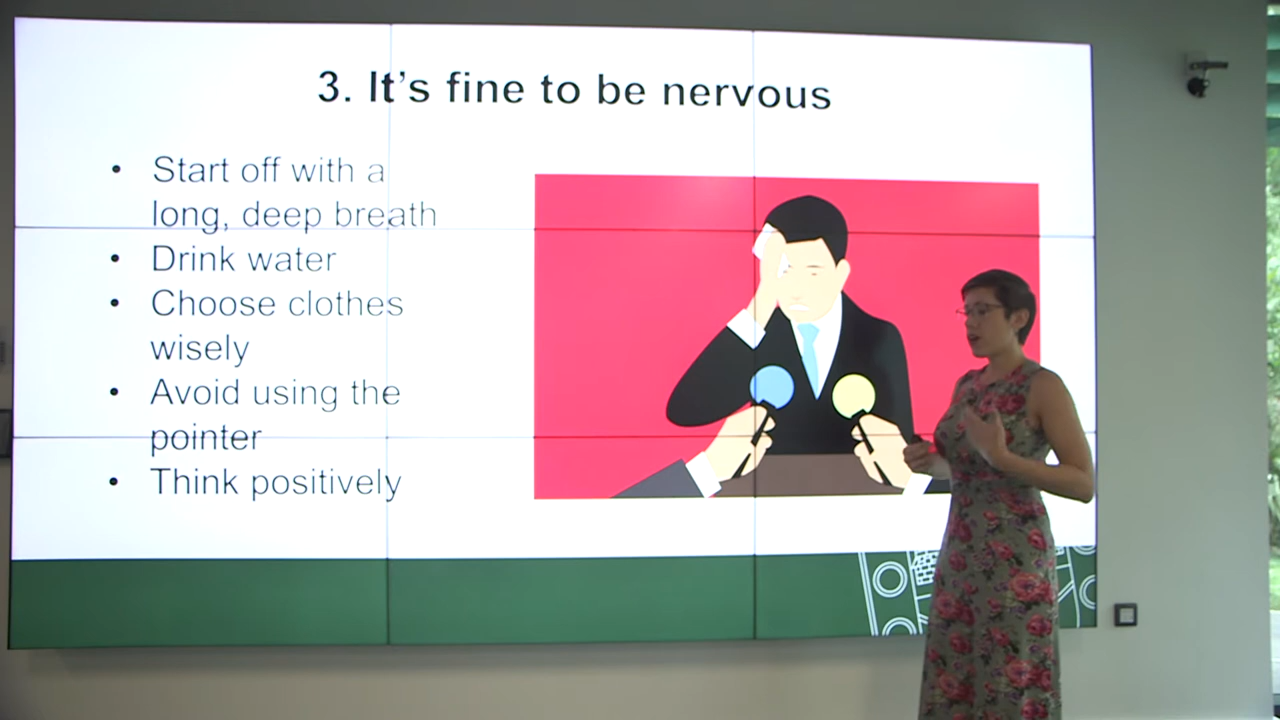 3. It's fine to be nervous
• Start off with a
long, deep breath
• Drink water
• Choose clothes
wisely
• Avoid using the
pointer
• Think positively